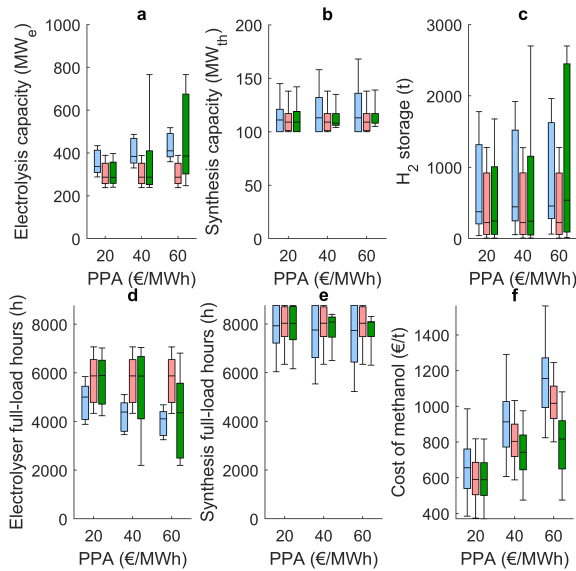 a
Electrolysis capacity (MWe)
1000
800
600
400
200
0
20 40 60
PPA (€/MWh)
b
Synthesis capacity (MWth)
200
150
100
50
0
20 40 60
PPA (€/MWh)
c
H2 storage (t)
3000
2000
1000
0
20 40 60
PPA (€/MWh)
d
Electrolyser full-load hours (h)
8000
6000
4000
2000
0
20 40 60
PPA (€/MWh)
e
Synthesis full-load hours (h)
8000
6000
4000
2000
0
20 40 60
PPA (€/MWh)
f
Cost of methanol (€/t)
1400
1200
1000
800
600
400
20 40 60
PPA (€/MWh)